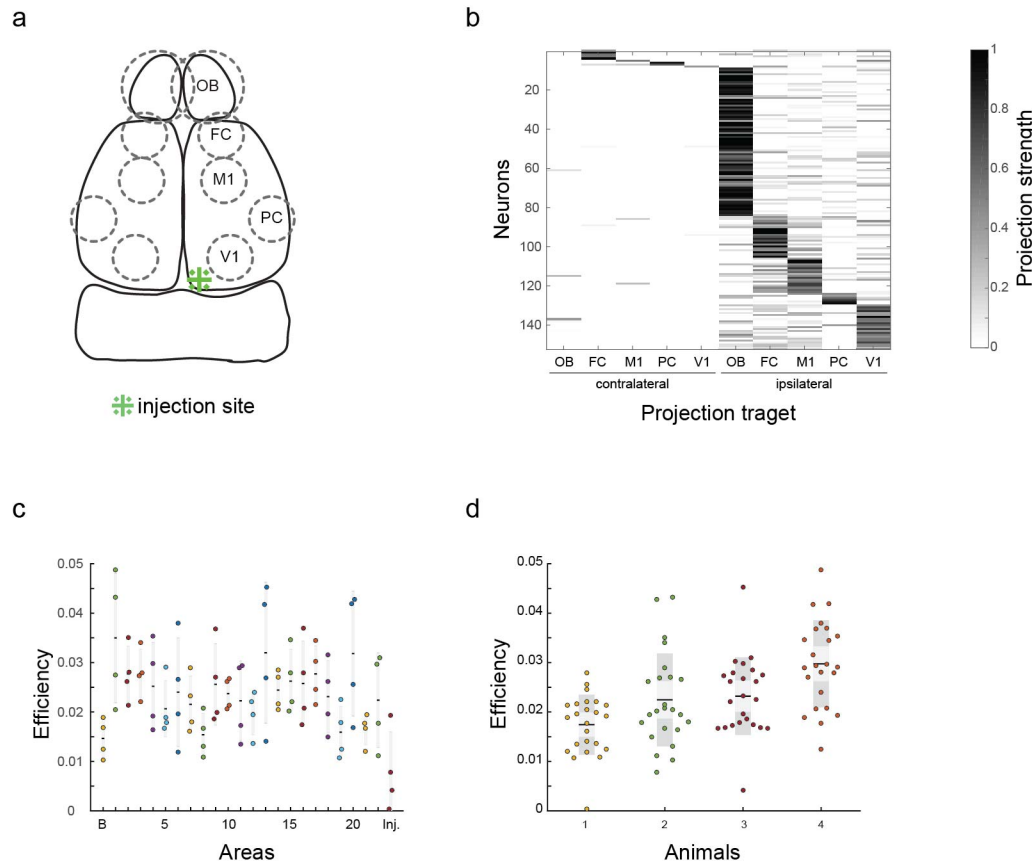 a
OB
FC
M1
PC
V1
injection site
b
Neurons
20
40
60
80
100
120
140
OB FC M1 PC V1 OB FC M1 PC V1
contralateral ipsilateral
Projection traget
1
0.8
0.6
0.4
0.2
0
Projection strength
c
Efficiency
0.05
0.04
0.03
0.02
0.01
0
B 5 10 15 20 Inj.
Areas
d
Efficiency
0.05
0.04
0.03
0.02
0.01
0
1 2 3 4
Animals